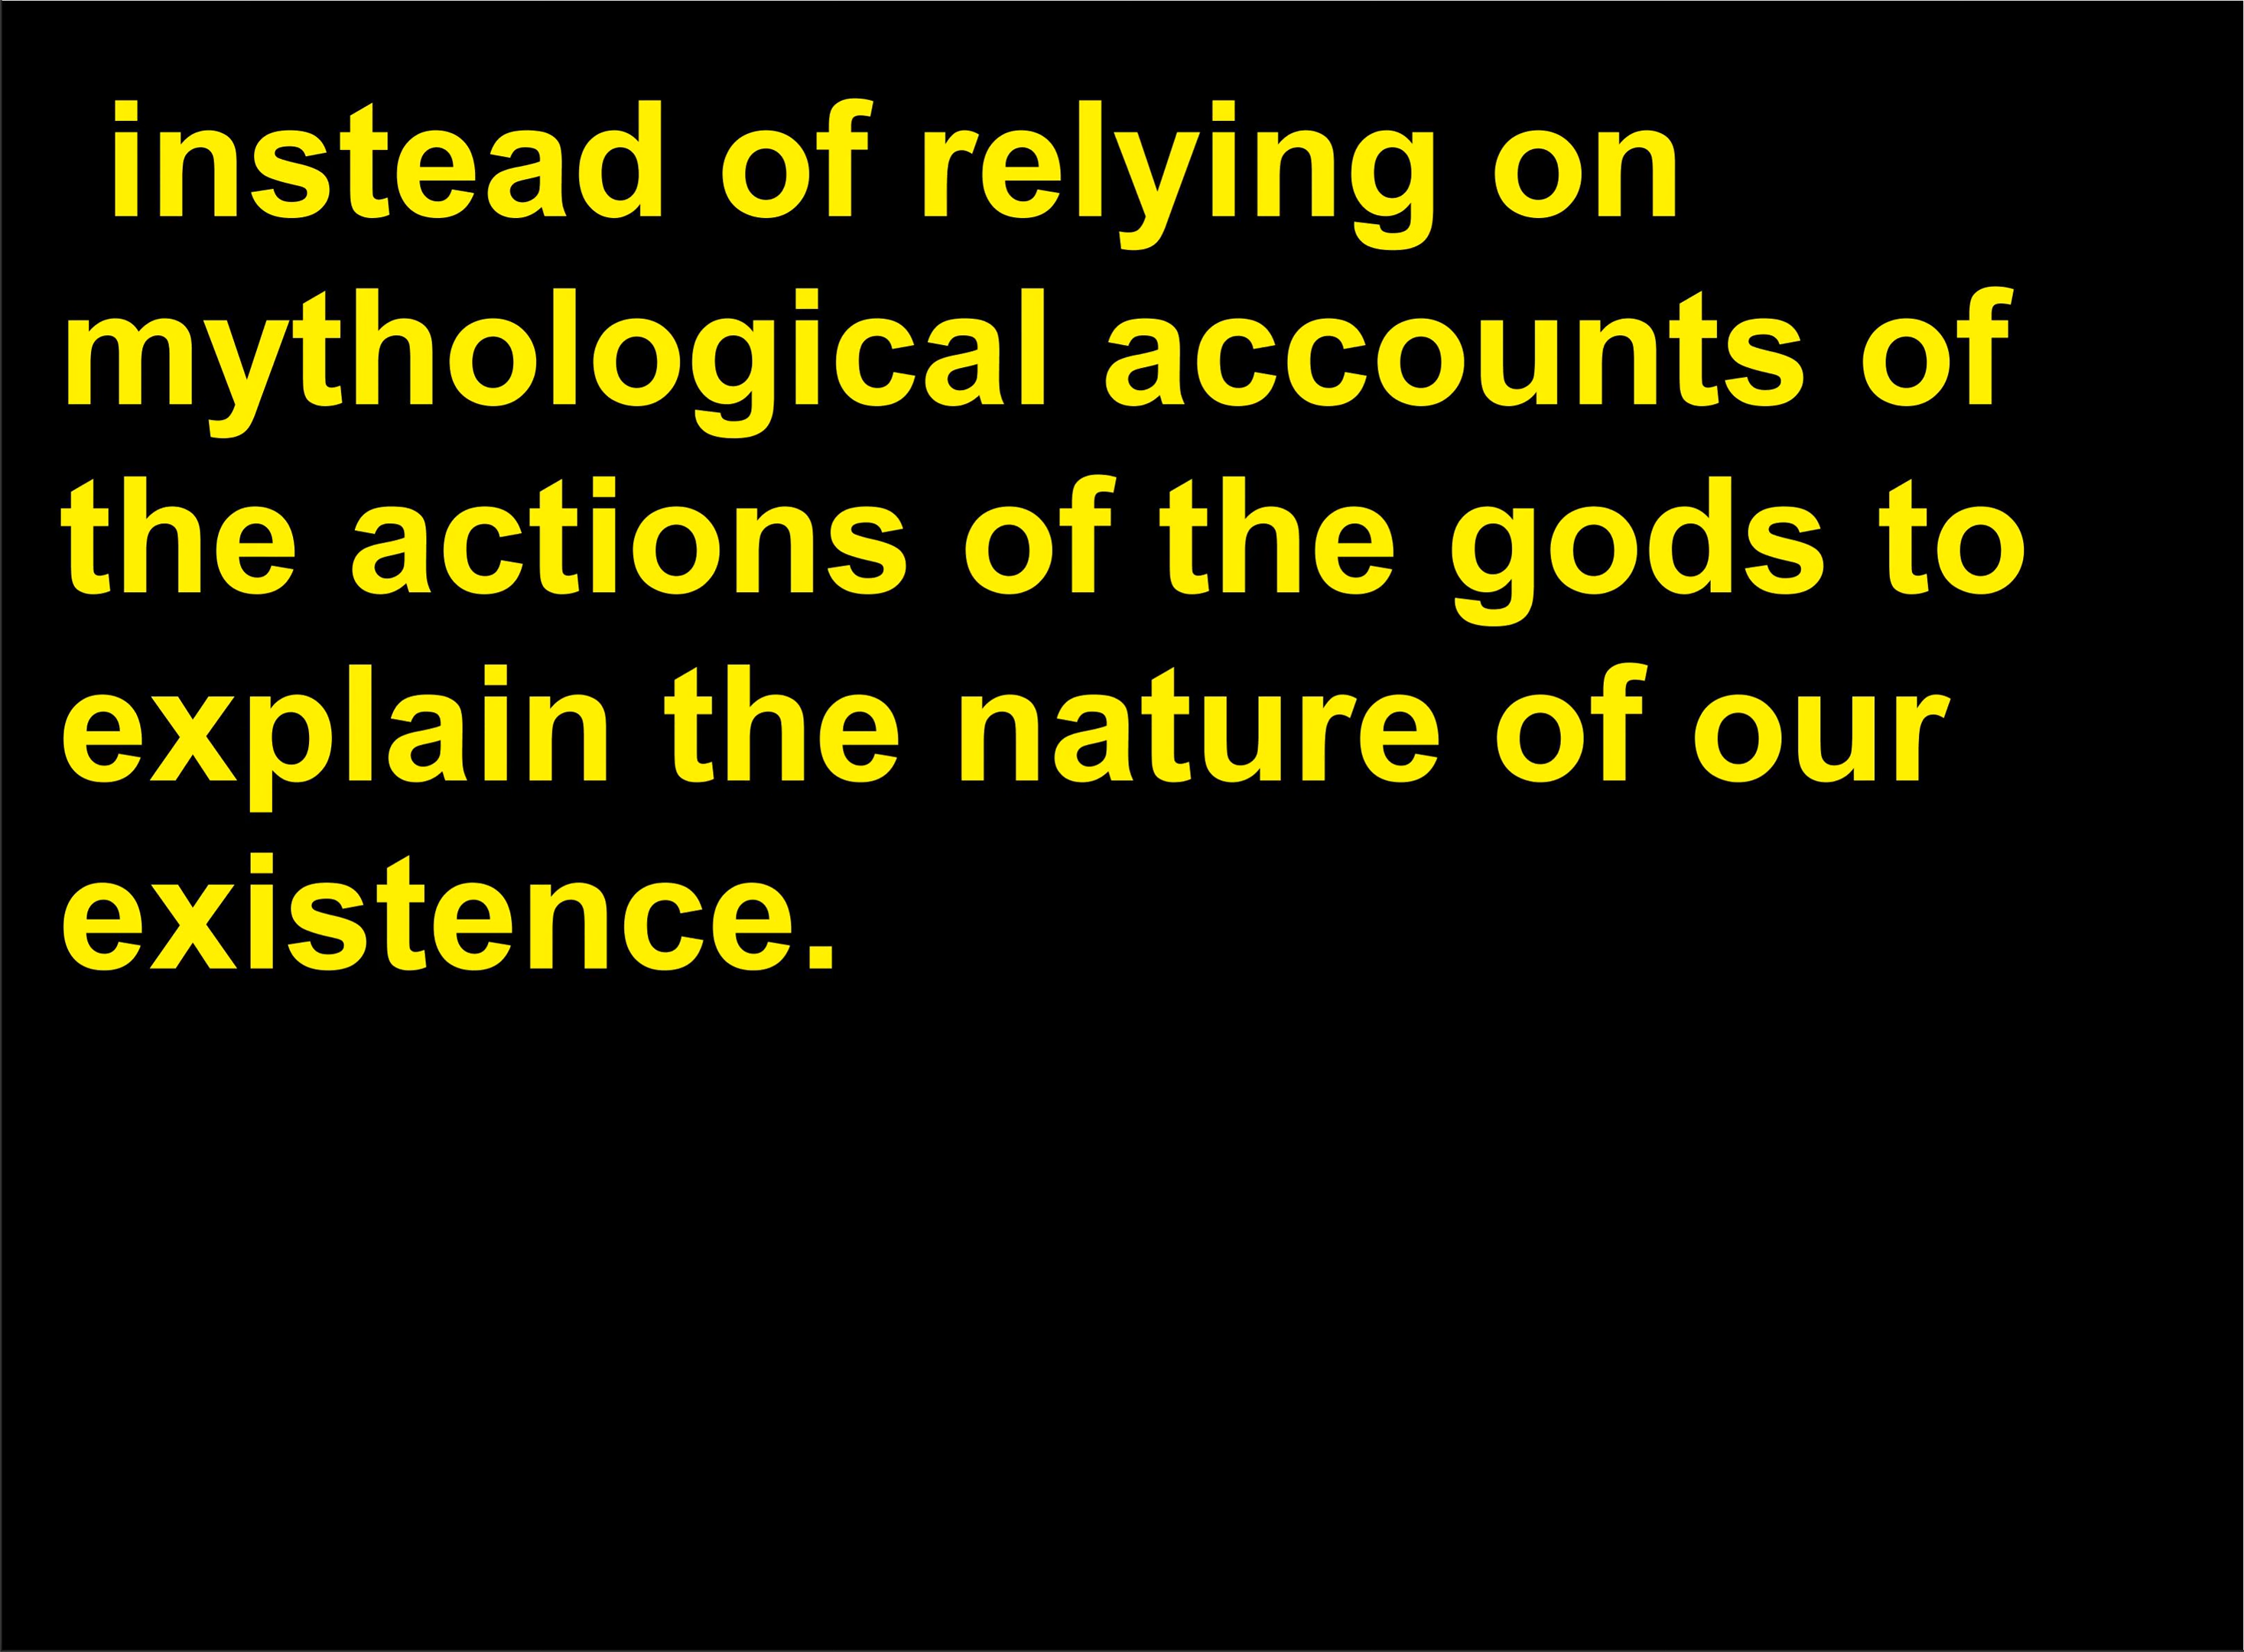 instead of relying on
mythological accounts of
the actions of the gods to
explain the nature of our
existence.